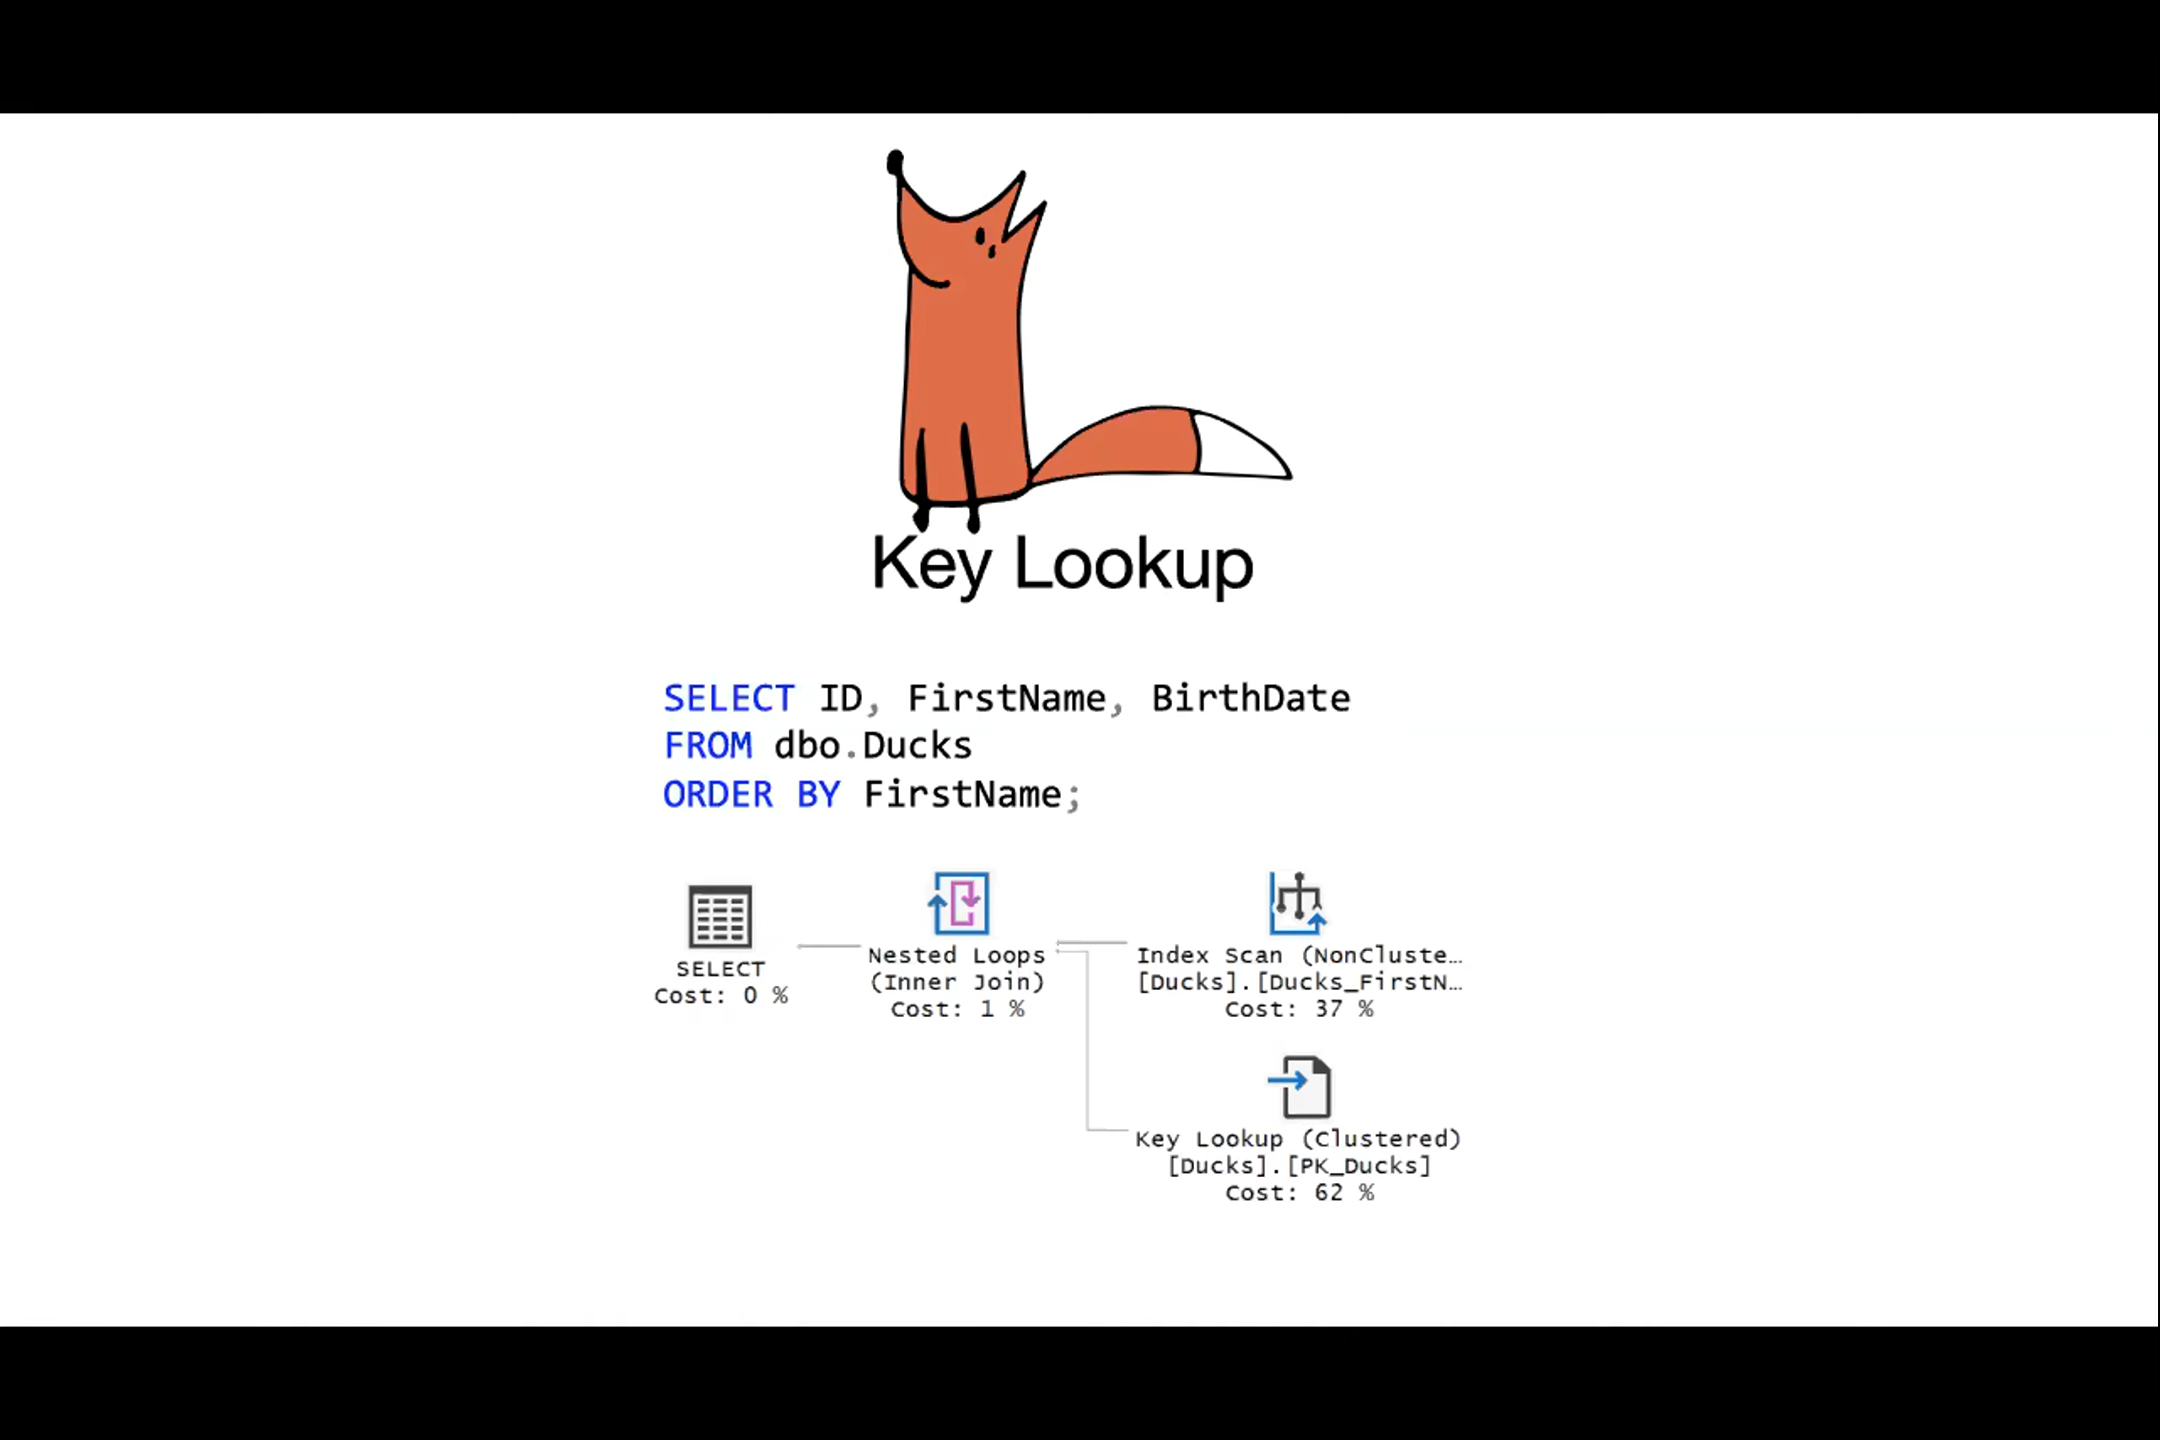 Key Lookup
SELECT ID, FirstName, BirthDate
FROM dbo.Ducks
ORDER BY FirstName;
SELECT
Cost: 0 %
Nested Loops
(Inner Join)
Cost: 1 %
Index Scan (NonCluste…
[Ducks].[Ducks_FirstN…
Cost: 37 %
Key Lookup (Clustered)
[Ducks].[PK_Ducks]
Cost: 62 %